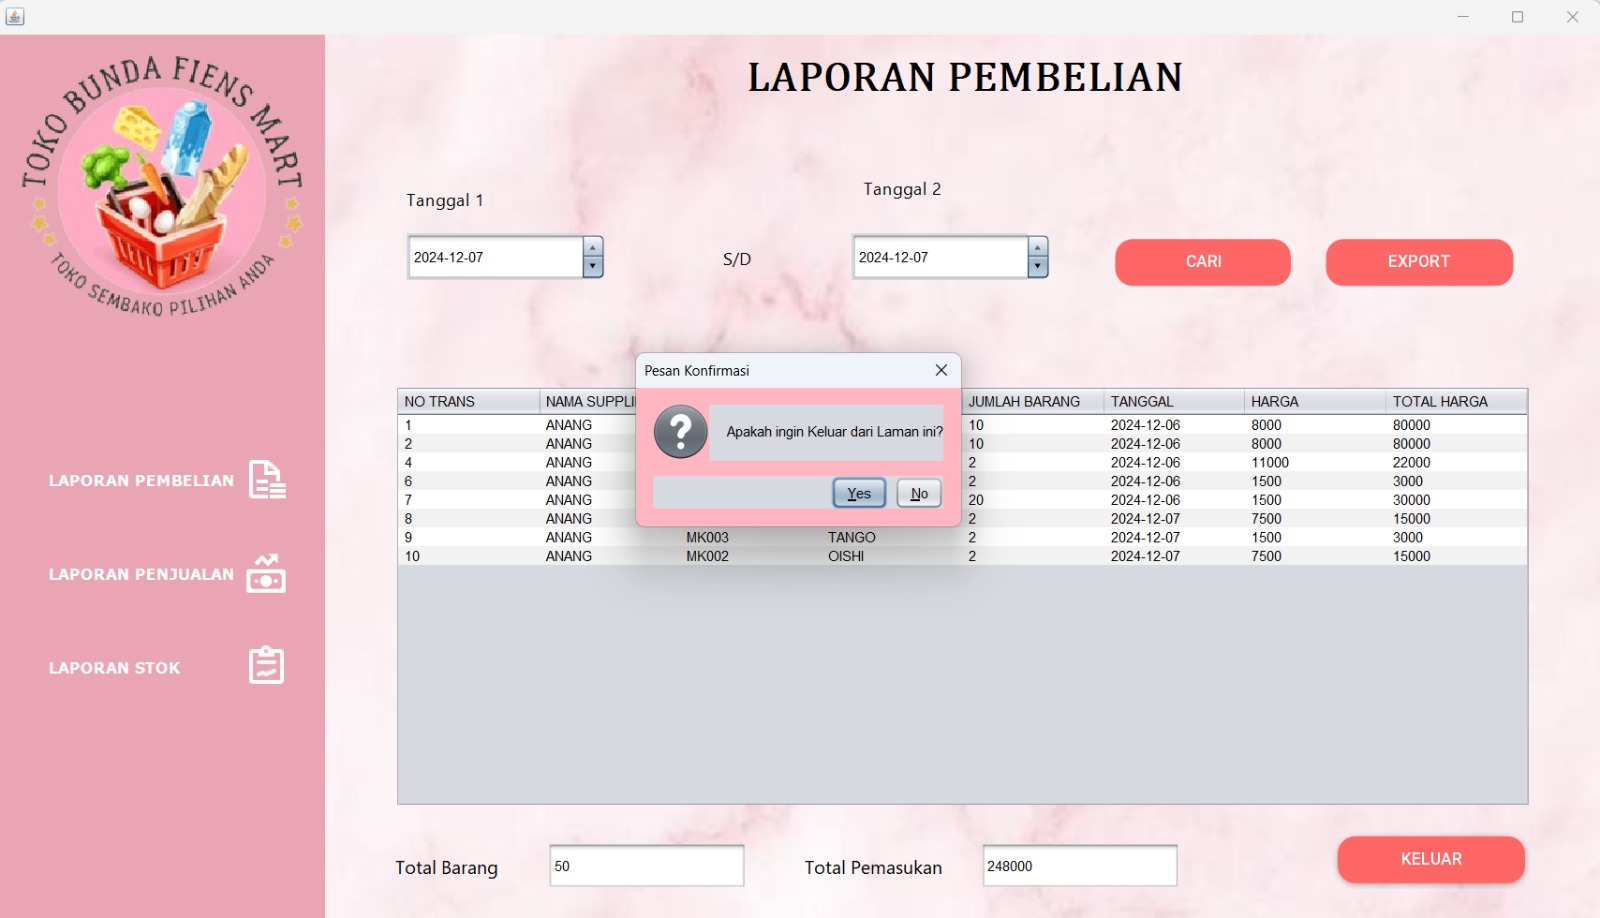 TOKO BUNDA FIENS MART
TOKO SEMBAKO PILIHAN ANDA
LAPORAN PEMBELIAN
LAPORAN PENJUALAN
LAPORAN STOK
LAPORAN PEMBELIAN
Tanggal 1
Tanggal 2
2024-12-07 S/D 2024-12-07 CARI EXPORT
Pesan Konfirmasi
Apakah ingin Keluar dari Laman ini?
Yes No
NO TRANS NAMA SUPPLI JUMLAH BARANG TANGGAL HARGA TOTAL HARGA
1 ANANG 10 2024-12-06 8000 80000
2 ANANG 10 2024-12-06 8000 80000
4 ANANG 2 2024-12-06 11000 22000
6 ANANG 2 2024-12-06 1500 3000
7 ANANG 20 2024-12-06 1500 30000
8 ANANG 2 2024-12-07 7500 15000
9 ANANG MK003 TANGO 2 2024-12-07 1500 3000
10 ANANG MK002 OISHI 2 2024-12-07 7500 15000
Total Barang 50 Total Pemasukan 248000 KELUAR